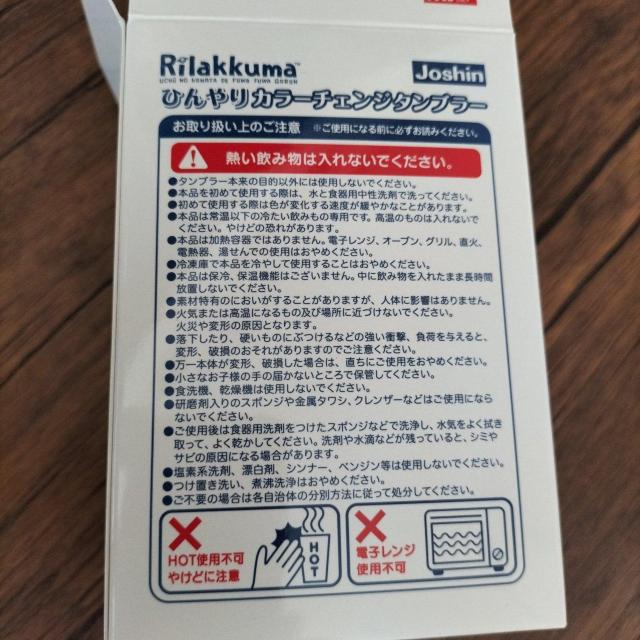 Rilakkuma™
Joshin
ひんやりカラーチェンジタンブラー
お取り扱い上のご注意 ※ご使用になる前に必ずお読みください。
熱い飲み物は入れないでください。
●タンブラー本来の目的以外には使用しないでください。
●本品を初めて使用する際は、水と食器用中性洗剤で洗ってください。
●初めて使用する際は色が変化する速度が緩やかなことがあります。
●本品は常温以下の冷たい飲みもの専用です。高温のものは入れないで
ください。やけどの恐れがあります。
●本品は加熱容器ではありません。電子レンジ、オーブン、グリル、直火、
電熱器、湯せんでの使用はおやめください。
●冷凍庫で本品を冷やして使用することはおやめください。
●本品は保冷、保温機能はございません。中に飲み物を入れたまま長時間
放置しないでください。
●素材特有のにおいがすることがありますが、人体に影響はありません。
●火気または高温になるもの及び場所に近づけないでください。
火災や変形の原因となります。
●落下したり、硬いものにぶつけるなどの強い衝撃、負荷を与えると、
変形、破損のおそれがありますのでご注意ください。
●万一本体が変形、破損した場合は、直ちにご使用をおやめください。
●小さなお子様の手の届かないところで保管してください。
●食洗機、乾燥機は使用しないでください。
●研磨剤入りのスポンジや金属タワシ、クレンザーなどはご使用になら
ないでください。
●ご使用後は食器用洗剤をつけたスポンジなどで洗浄し、水気をよく拭き
取って、よく乾かしてください。洗剤や水滴などが残っていると、シミや
サビの原因になる場合があります。
●塩素系洗剤、漂白剤、シンナー、ベンジン等は使用しないでください。
●つけ置き洗い、煮沸洗浄はおやめください。
●ご不要の場合は各自治体の分別方法に従って処分してください。
HOT使用不可
やけどに注意
HOT
電子レンジ
使用不可